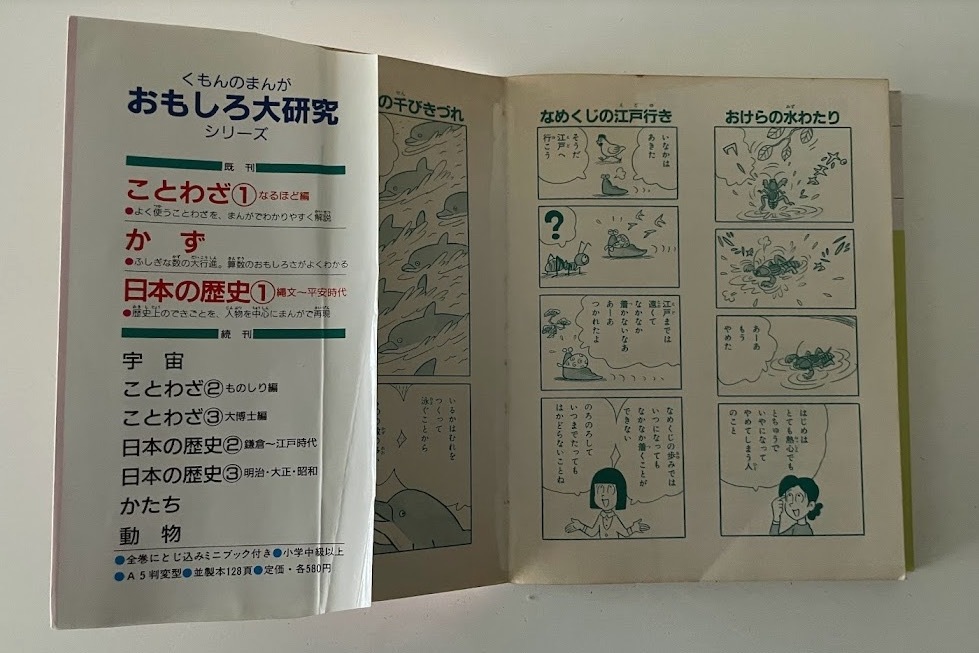 くもんのまんが
おもしろ大研究
シリーズ
既刊
ことわざ①なるほど編
●よく使うことわざを、まんがでわかりやすく解説
かず
●ふしぎな数の大行進。算数のおもしろさがよくわかる
日本の歴史①縄文〜平安時代
●歴史上のできごとを、人物を中心にまんがで再現
続刊
宇宙
ことわざ②ものしり編
ことわざ③大博士編
日本の歴史②鎌倉〜江戸時代
日本の歴史③明治・大正・昭和
かたち
動物
●全巻にとじ込みミニブック付き●小学中級以上
●A5判変型●並製本128頁●定価・各580円
の千びきづれ
いるかはむれを
つくって
泳ぐことから
なめくじの江戸行き
いなかは
あきた
そうだ
江戸へ
行こう
?
江戸までは
遠くて
なかなか
着かないなあ
あーあ
つかれたよ
なめくじの歩みでは
いつになっても
なかなか着くことが
できない
のろのろして
いつまでたっても
はかどらないことね
おけらの水わたり
あーあ
もう
やめた
はじめは
とても熱心でも
とちゅうで
いやになって
やめてしまう人
のこと